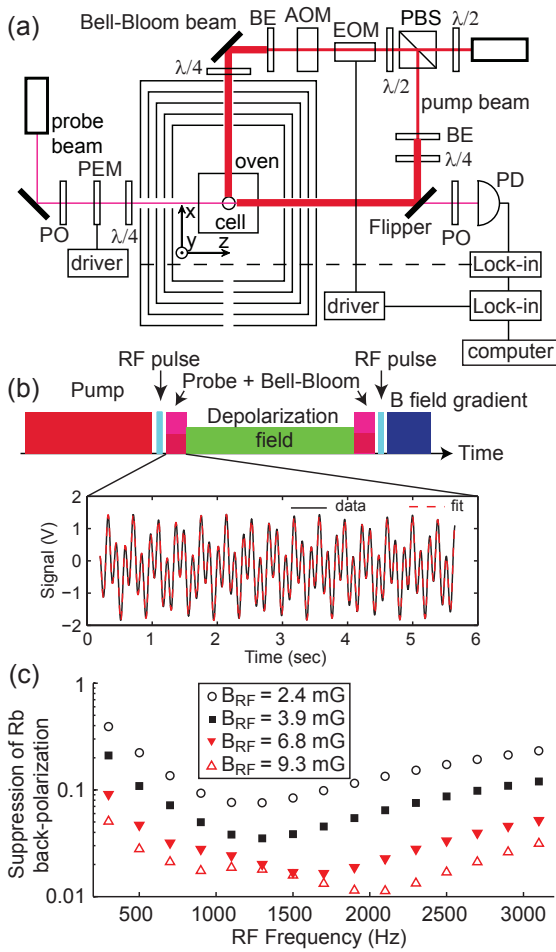 (a)
Bell-Bloom beam
BE
AOM
EOM
PBS
λ/2
λ/4
λ/2
pump beam
probe
beam
oven
BE
PEM
λ/4
PD
x
cell
PO
λ/4
y
z
Flipper
PO
driver
Lock-in
driver
Lock-in
computer
(b)
RF pulse
RF pulse
Pump
Probe + Bell-Bloom
B field gradient
Depolarization
field
Time
2
data
fit
1
0
−1
−2
Signal (V)
0 1 2 3 4 5 6
Time (sec)
(c)
1
B_RF = 2.4 mG
B_RF = 3.9 mG
B_RF = 6.8 mG
B_RF = 9.3 mG
0.1
0.01
Suppression of Rb
back-polarization
500 1000 1500 2000 2500 3000
RF Frequency (Hz)